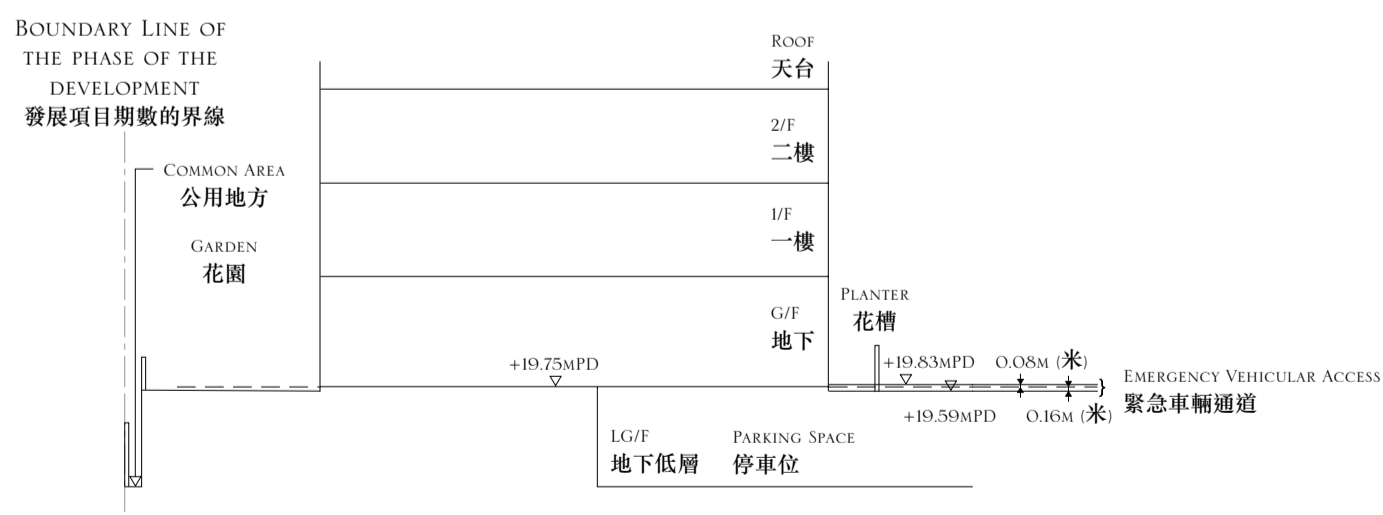 BOUNDARY LINE OF
THE PHASE OF THE
DEVELOPMENT
發展項目期數的界線
COMMON AREA
公用地方
GARDEN
花園
ROOF
天台
2/F
二樓
1/F
一樓
G/F
地下
PLANTER
花槽
+19.75MPD
+19.83MPD 0.08M (米)
+19.59MPD 0.16M (米)
EMERGENCY VEHICULAR ACCESS
緊急車輛通道
LG/F PARKING SPACE
地下低層 停車位